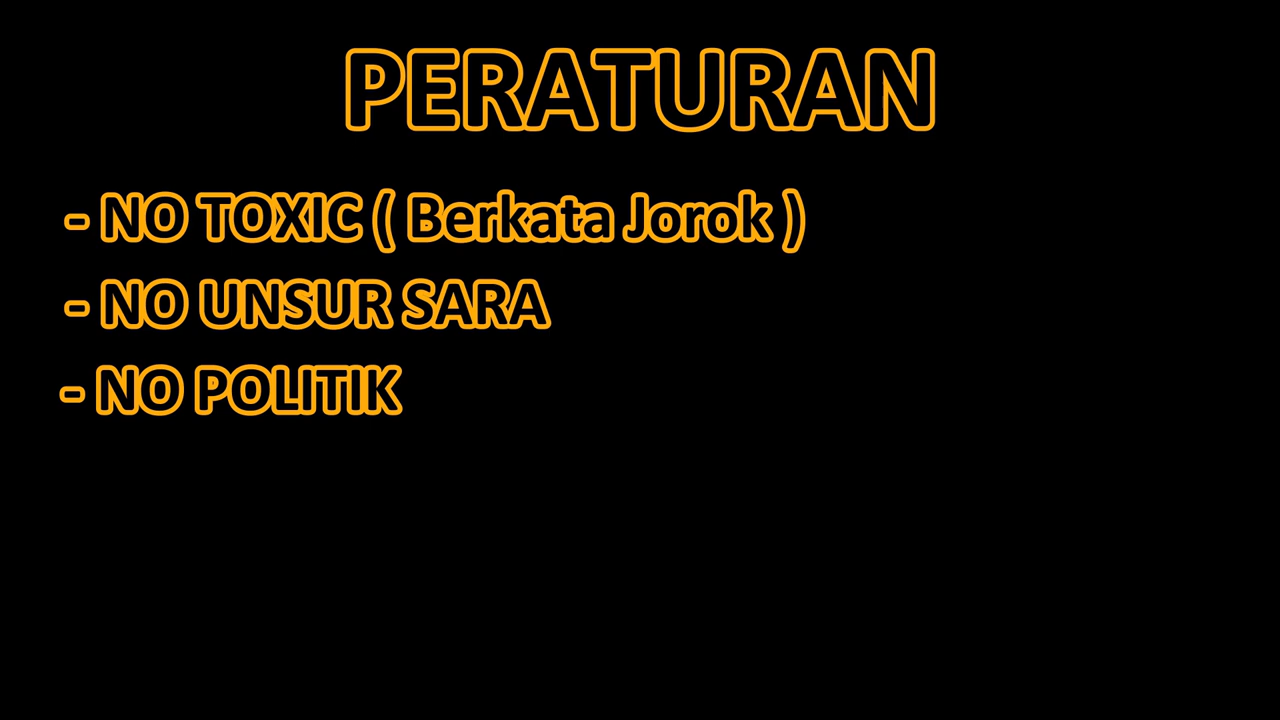 PERATURAN
- NO TOXIC ( Berkata Jorok )
- NO UNSUR SARA
- NO POLITIK